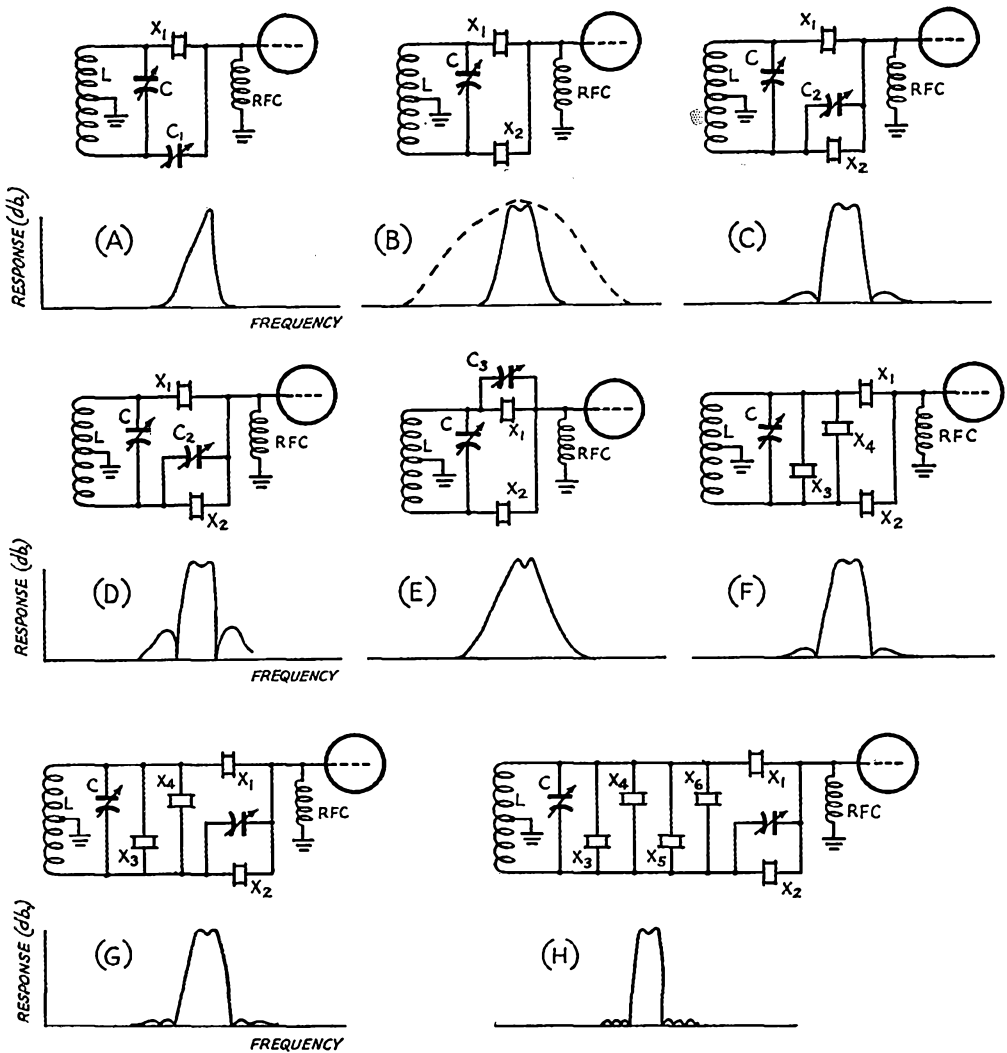 X₁
L
C
C₁
RFC
X₁
L
C
X₂
RFC
X₁
L
C
C₂
X₂
RFC
RESPONSE (db.)
(A)
(B)
(C)
FREQUENCY
X₁
C
L
C₂
X₂
RFC
C₃
C
X₁
L
X₂
RFC
X₁
C
L
X₄
X₃
X₂
RFC
RESPONSE (db.)
(D)
(E)
(F)
FREQUENCY
C
X₄
X₁
L
X₃
X₂
RFC
C
X₄
X₆
X₁
L
X₃
X₅
X₂
RFC
RESPONSE (db.)
(G)
(H)
FREQUENCY